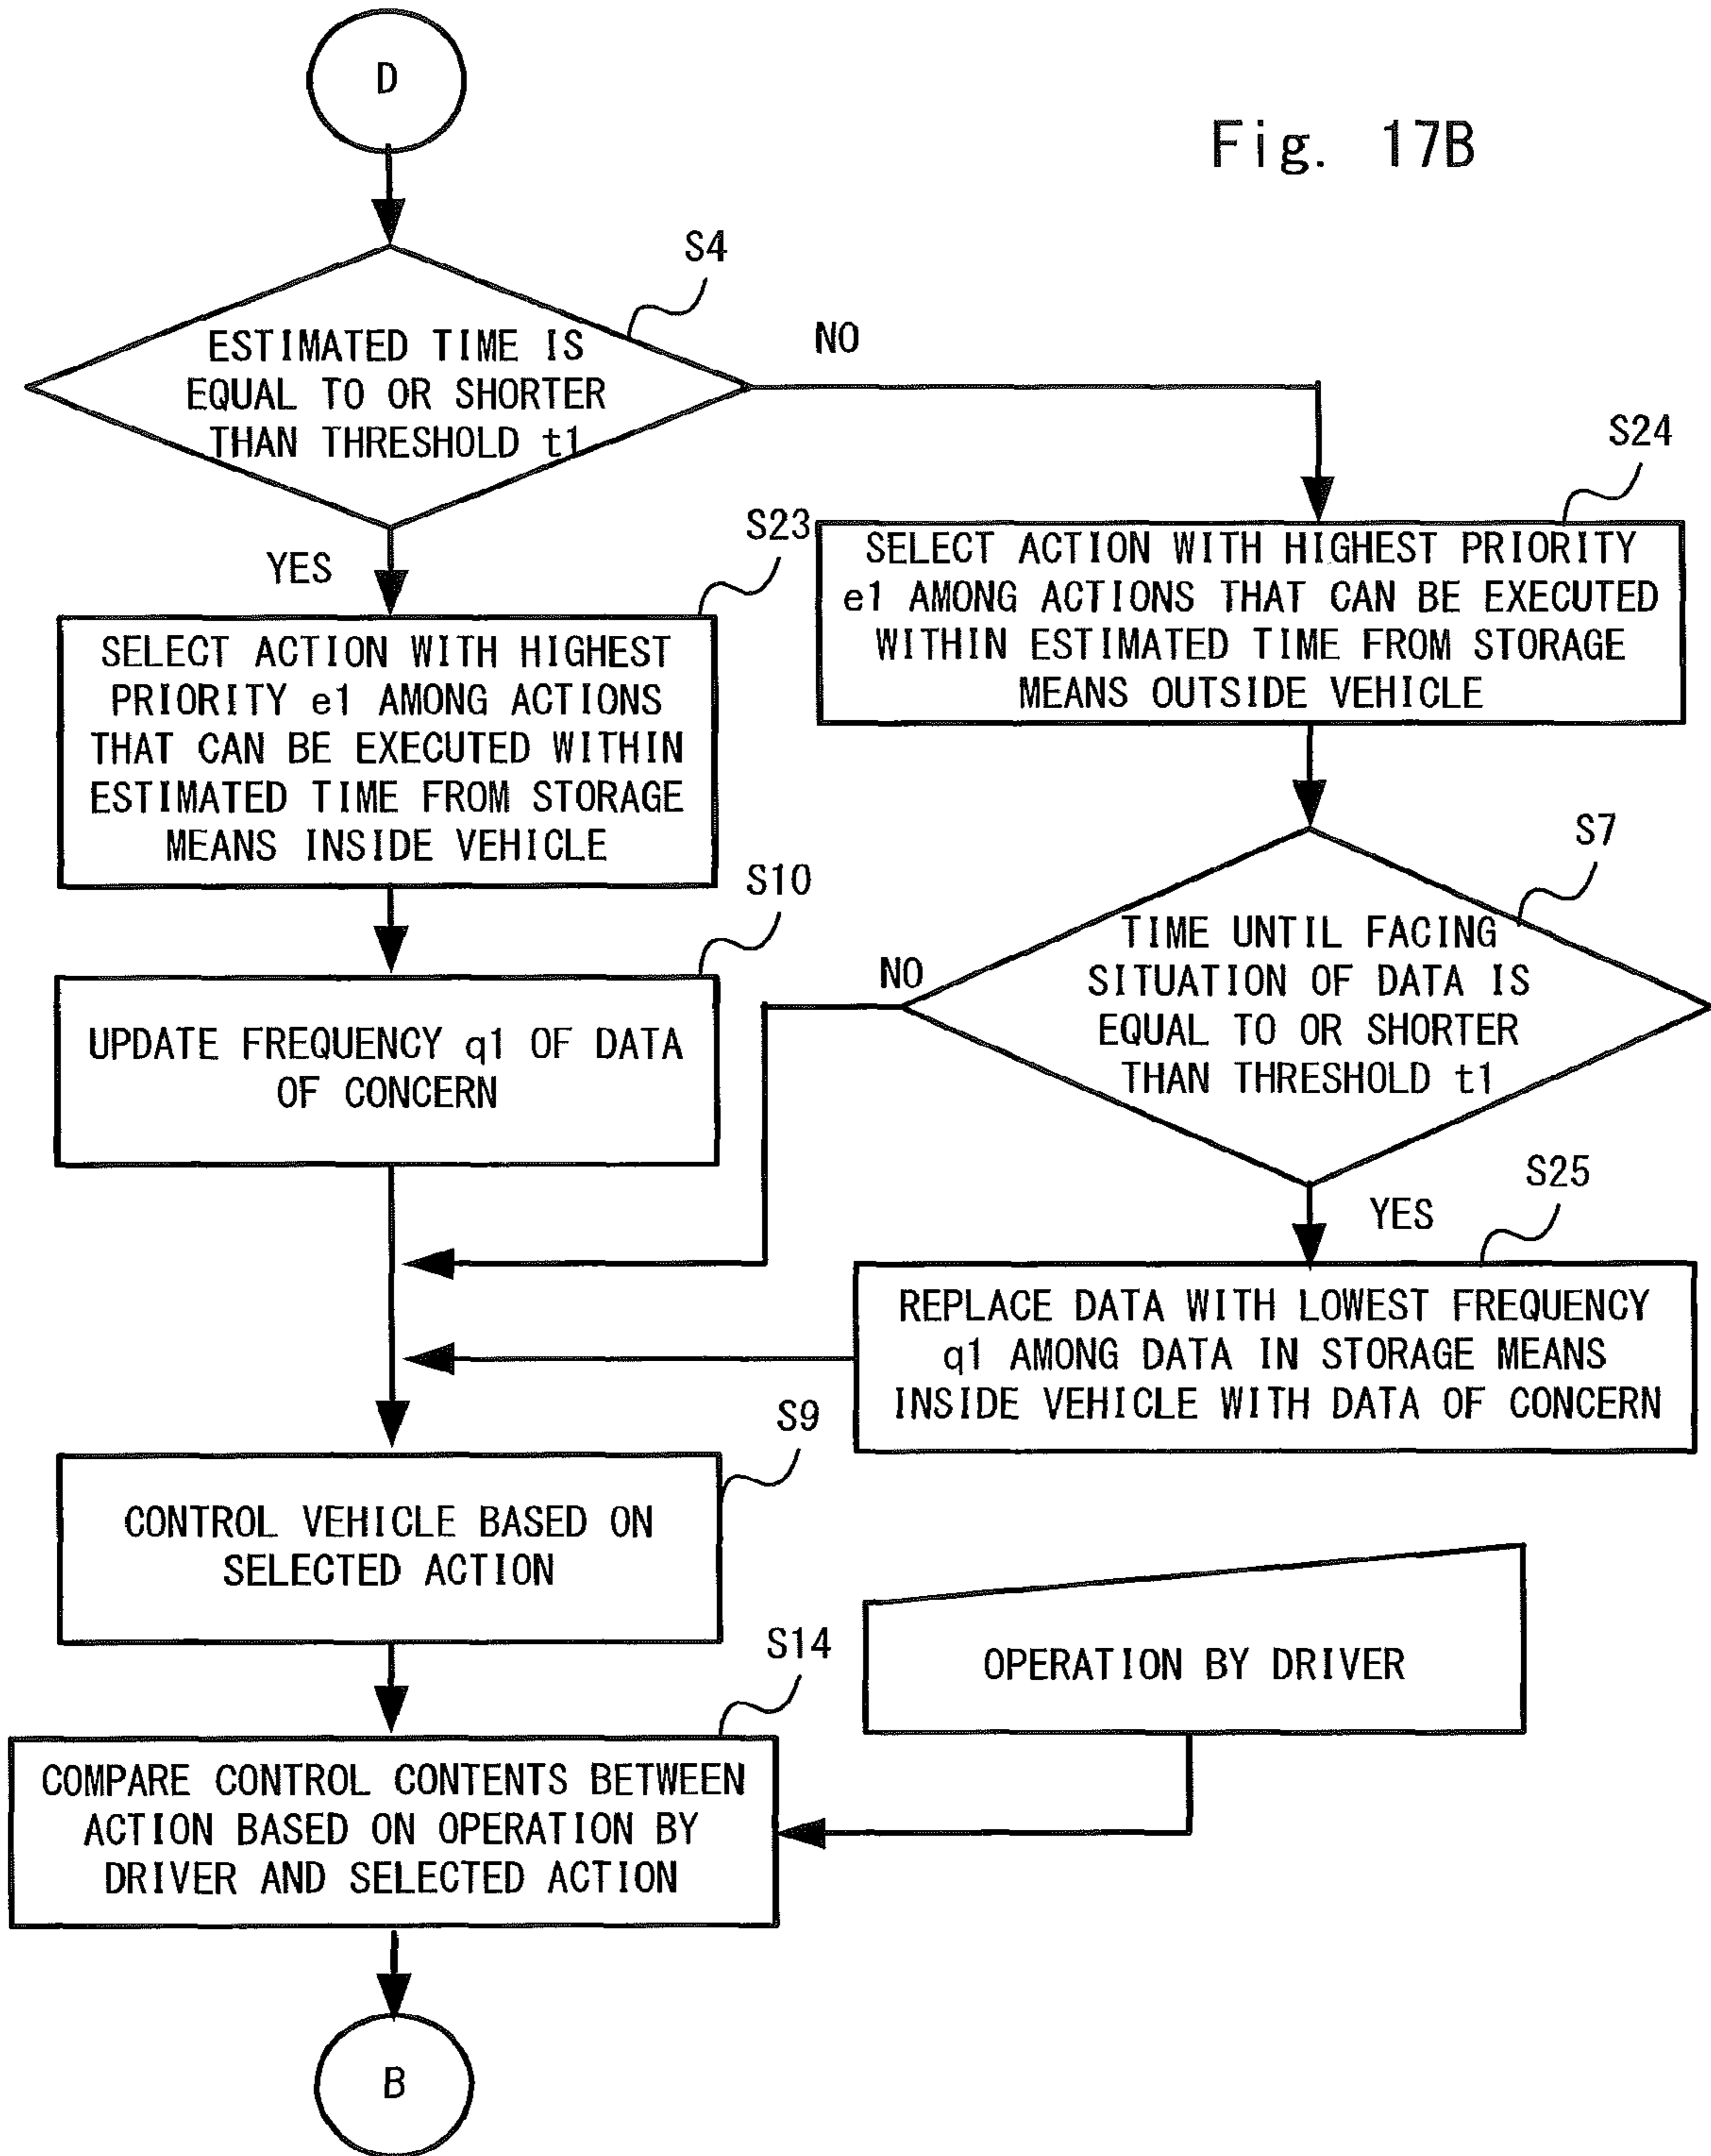 D
Fig. 17B
S4
ESTIMATED TIME IS
EQUAL TO OR SHORTER
THAN THRESHOLD t1
NO
YES
S23
SELECT ACTION WITH HIGHEST
PRIORITY e1 AMONG ACTIONS
THAT CAN BE EXECUTED WITHIN
ESTIMATED TIME FROM STORAGE
MEANS INSIDE VEHICLE
S24
SELECT ACTION WITH HIGHEST PRIORITY
e1 AMONG ACTIONS THAT CAN BE EXECUTED
WITHIN ESTIMATED TIME FROM STORAGE
MEANS OUTSIDE VEHICLE
S10
UPDATE FREQUENCY q1 OF DATA
OF CONCERN
S7
TIME UNTIL FACING
SITUATION OF DATA IS
EQUAL TO OR SHORTER
THAN THRESHOLD t1
NO
YES
S25
REPLACE DATA WITH LOWEST FREQUENCY
q1 AMONG DATA IN STORAGE MEANS
INSIDE VEHICLE WITH DATA OF CONCERN
S9
CONTROL VEHICLE BASED ON
SELECTED ACTION
OPERATION BY DRIVER
S14
COMPARE CONTROL CONTENTS BETWEEN
ACTION BASED ON OPERATION BY
DRIVER AND SELECTED ACTION
B